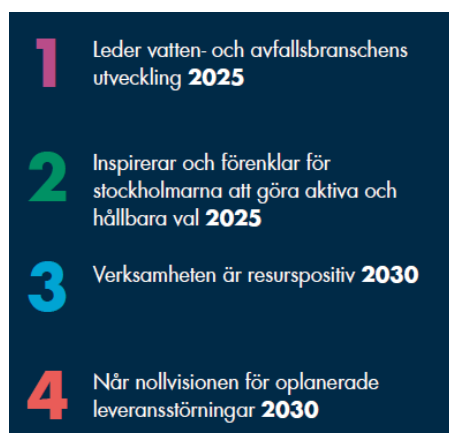 1 Leder vatten- och avfallsbranschens
utveckling 2025
2 Inspirerar och förenklar för
stockholmarna att göra aktiva och
hållbara val 2025
3 Verksamheten är resurspositiv 2030
4 Når nollvisionen för oplanerade
leveransstörningar 2030